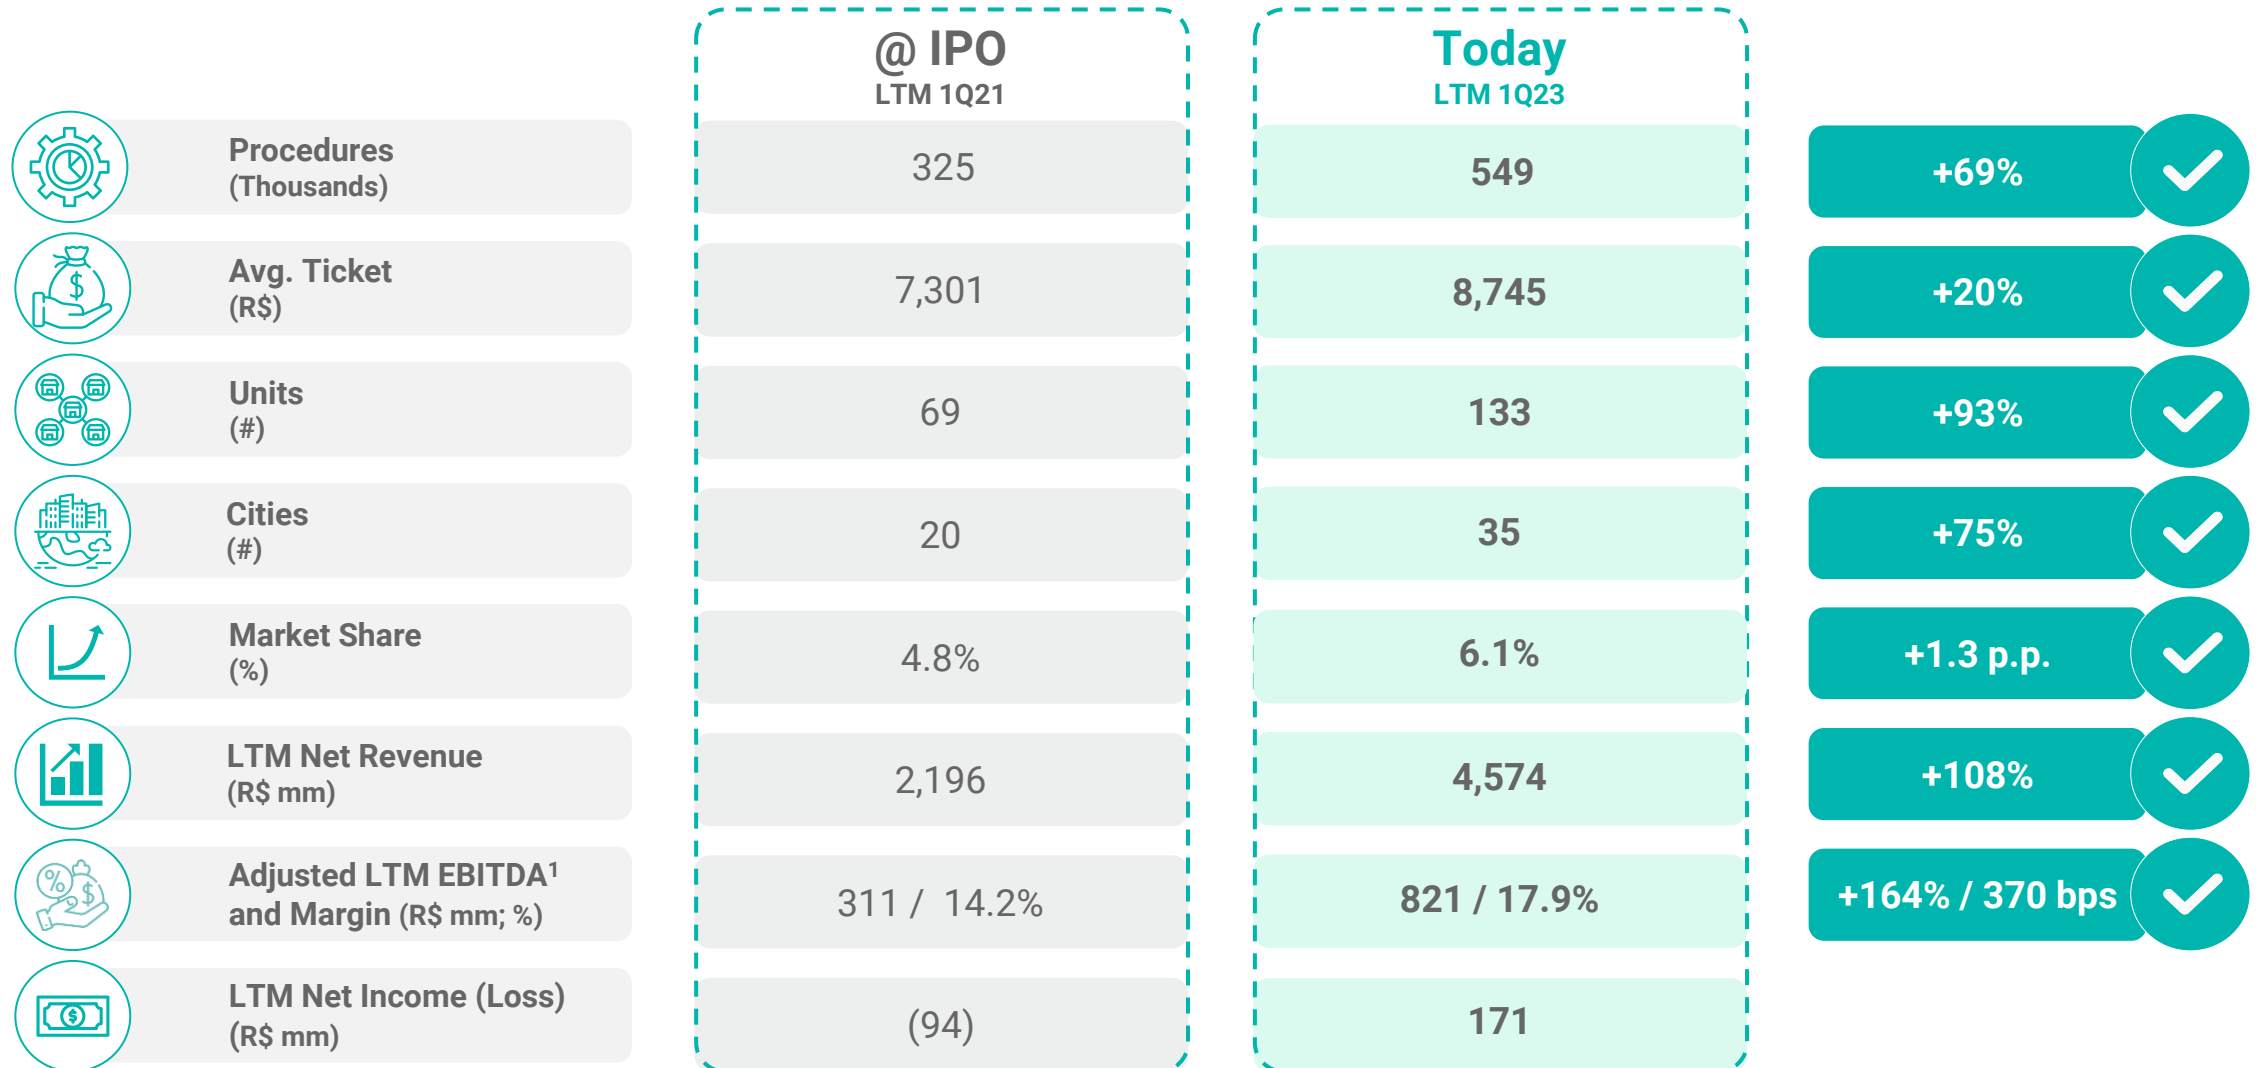 @ IPO
LTM 1Q21
Today
LTM 1Q23
Procedures
(Thousands)
325
549
+69%
Avg. Ticket
(R$)
7,301
8,745
+20%
Units
(#)
69
133
+93%
Cities
(#)
20
35
+75%
Market Share
(%)
4.8%
6.1%
+1.3 p.p.
LTM Net Revenue
(R$ mm)
2,196
4,574
+108%
Adjusted LTM EBITDA¹
and Margin (R$ mm; %)
311 / 14.2%
821 / 17.9%
+164% / 370 bps
LTM Net Income (Loss)
(R$ mm)
(94)
171